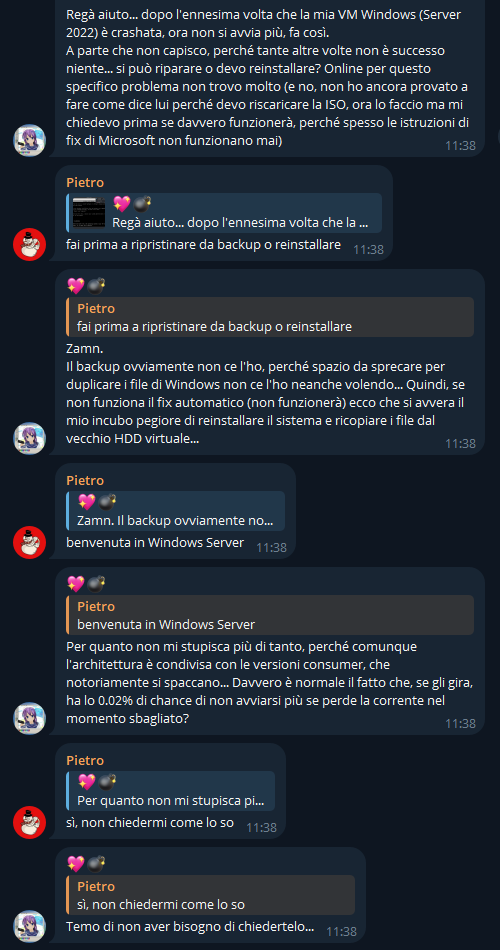 Regà aiuto... dopo l'ennesima volta che la mia VM Windows (Server
2022) è crashata, ora non si avvia più, fa così.
A parte che non capisco, perché tante altre volte non è successo
niente... si può riparare o devo reinstallare? Online per questo
specifico problema non trovo molto (e no, non ho ancora provato a
fare come dice lui perché devo riscaricare la ISO, ora lo faccio ma mi
chiedevo prima se davvero funzionerà, perché spesso le istruzioni di
fix di Microsoft non funzionano mai)
11:38
Pietro
💖💣
Regà aiuto... dopo l'ennesima volta che la ...
fai prima a ripristinare da backup o reinstallare
11:38
💖💣
Pietro
fai prima a ripristinare da backup o reinstallare
Zamn.
Il backup ovviamente non ce l'ho, perché spazio da sprecare per
duplicare i file di Windows non ce l'ho neanche volendo... Quindi, se
non funziona il fix automatico (non funzionerà) ecco che si avvera il
mio incubo pegiore di reinstallare il sistema e ricopiare i file dal
vecchio HDD virtuale...
11:38
Pietro
💖💣
Zamn. Il backup ovviamente no...
benvenuta in Windows Server
11:38
💖💣
Pietro
benvenuta in Windows Server
Per quanto non mi stupisca più di tanto, perché comunque
l'architettura è condivisa con le versioni consumer, che
notoriamente si spaccano... Davvero è normale il fatto che, se gli gira,
ha lo 0.02% di chance di non avviarsi più se perde la corrente nel
momento sbagliato?
11:38
Pietro
💖💣
Per quanto non mi stupisca pi...
sì, non chiedermi come lo so
11:38
💖💣
Pietro
sì, non chiedermi come lo so
Temo di non aver bisogno di chiedertelo...
11:38